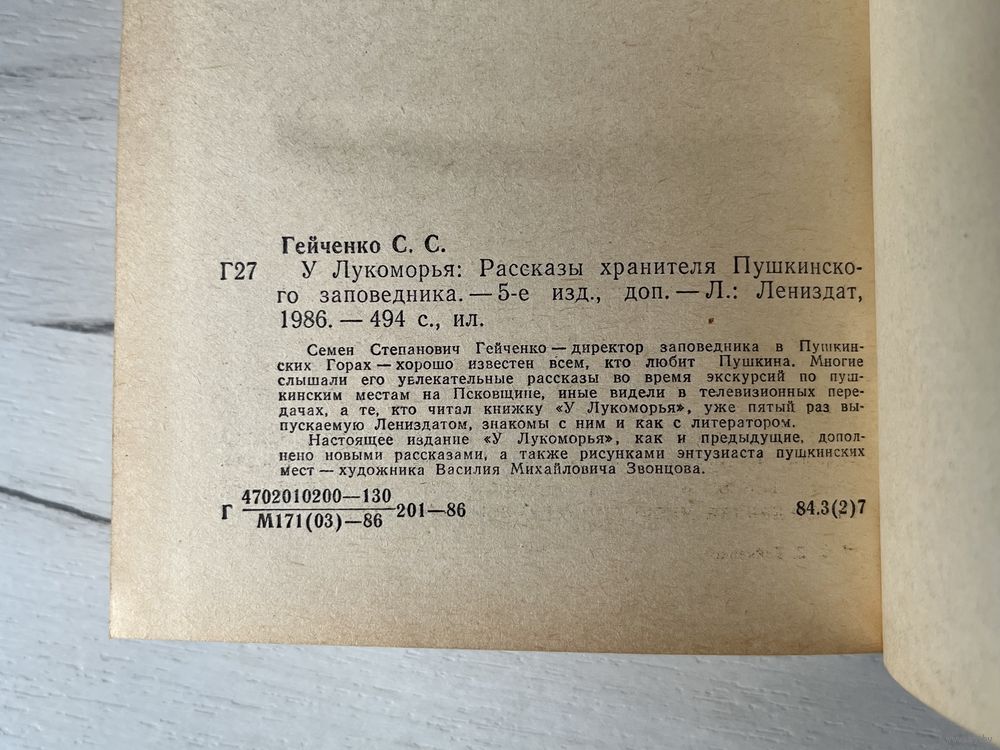 Гейченко С. С.
Г27 У Лукоморья: Рассказы хранителя Пушкинско-
го заповедника. — 5-е изд., доп. — Л.: Лениздат,
1986. — 494 с., ил.
Семен Степанович Гейченко — директор заповедника в Пушкин-
ских Горах — хорошо известен всем, кто любит Пушкина. Многие
слышали его увлекательные рассказы во время экскурсий по пуш-
кинским местам на Псковщине, иные видели в телевизионных пере-
дачах, а те, кто читал книжку «У Лукоморья», уже пятый раз вы-
пускаемую Лениздатом, знакомы с ним и как с литератором.
Настоящее издание «У Лукоморья», как и предыдущие, допол-
нено новыми рассказами, а также рисунками энтузиаста пушкинских
мест — художника Василия Михайловича Звонцова.
Г 4702010200—130
М171(03)—86 201—86 84.3(2)7